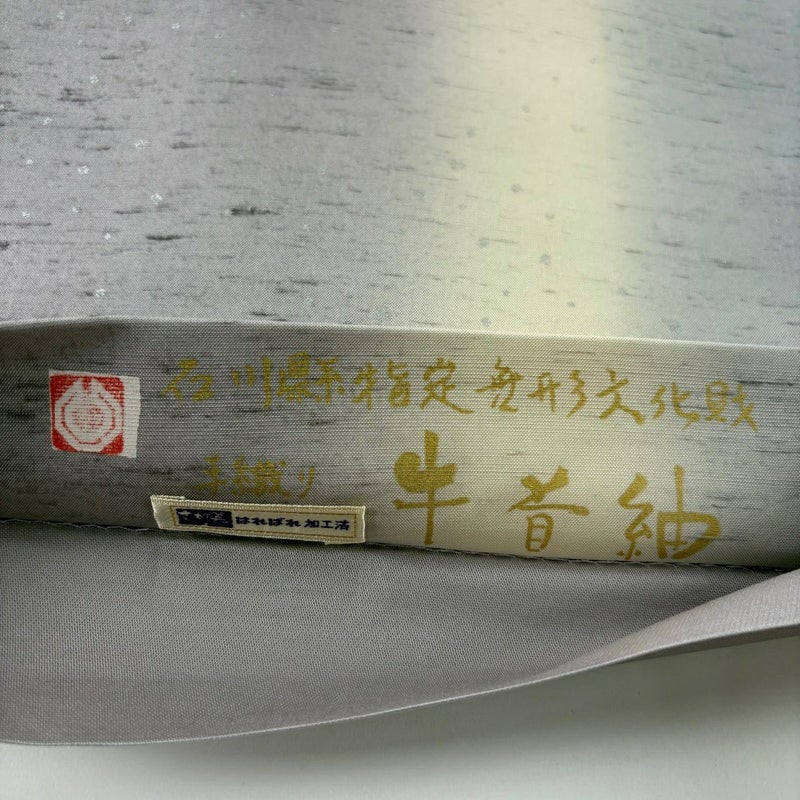 石川縣指定無形文化財
手織り
牛首紬
はればれ加工済